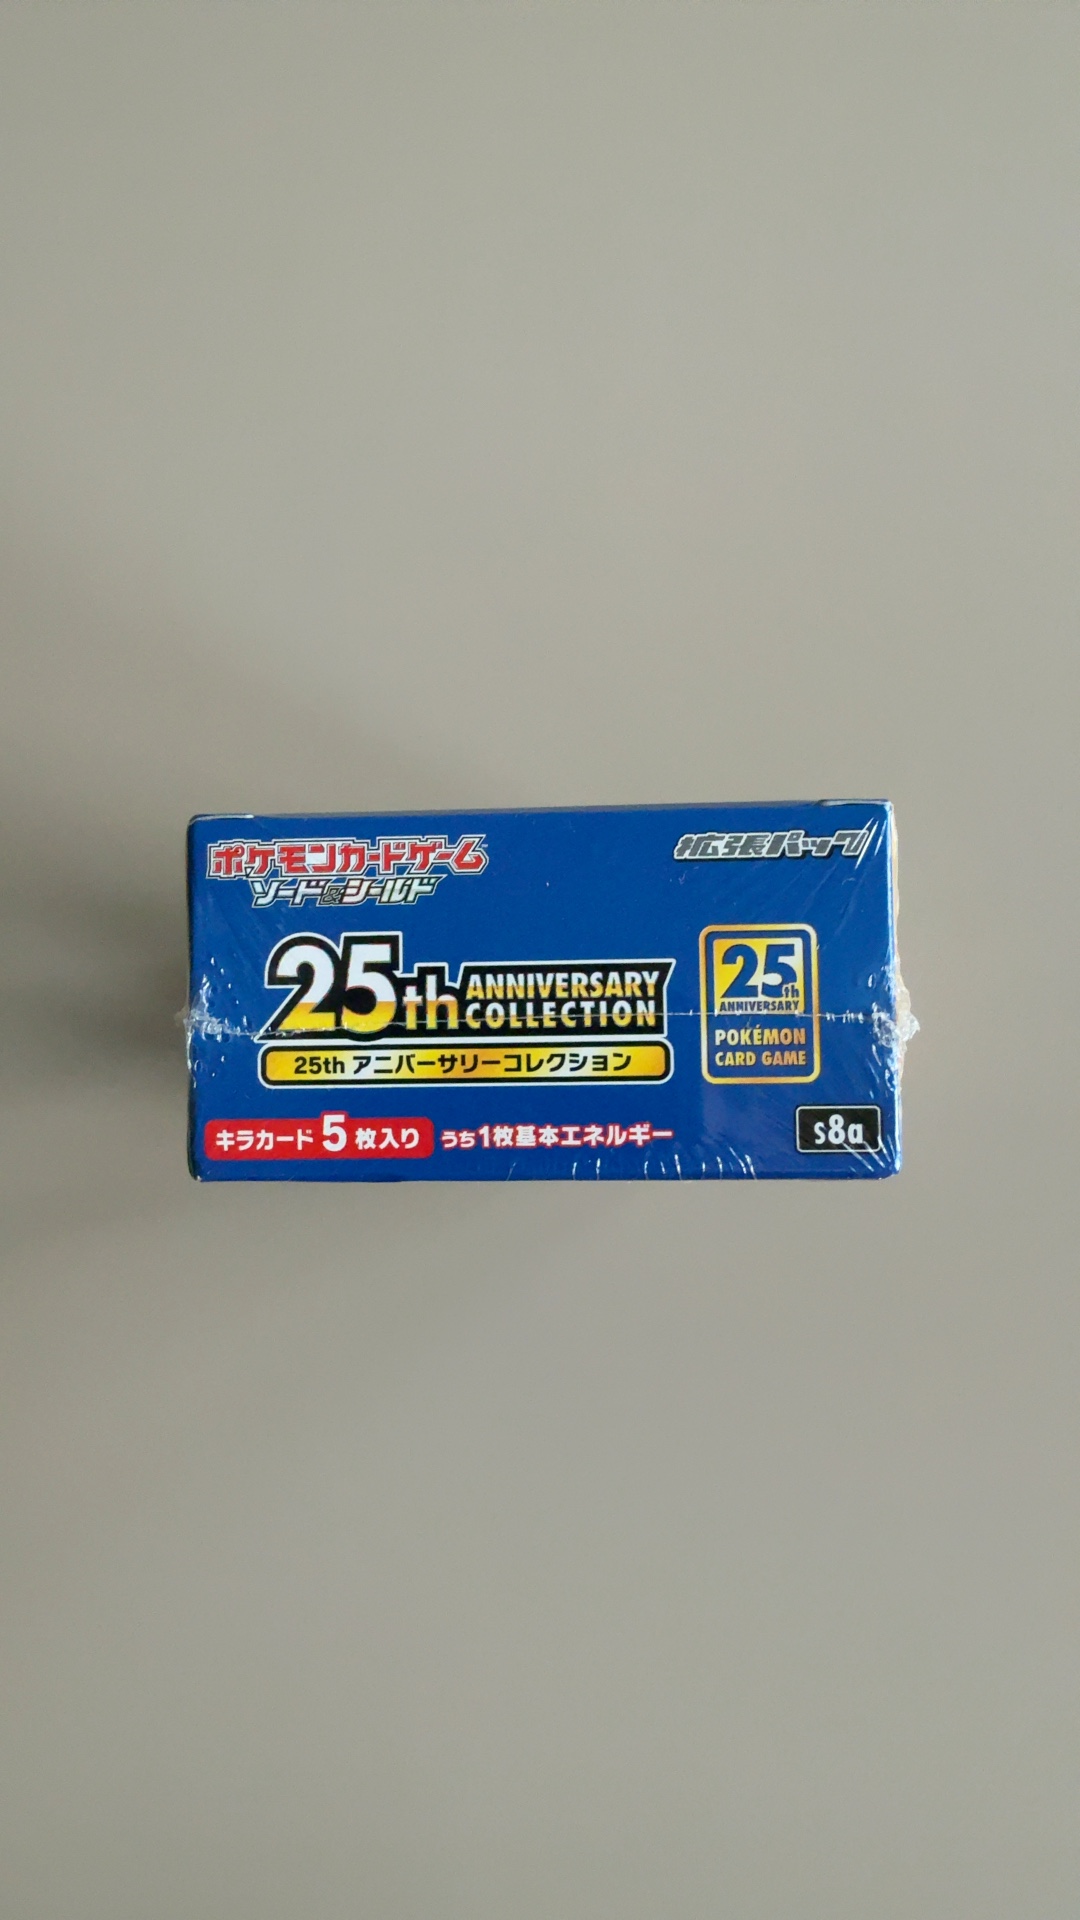 ポケモンカードゲーム
ソード&シールド
拡張パック
25th ANNIVERSARY
COLLECTION
25th アニバーサリーコレクション
25th
ANNIVERSARY
POKÉMON
CARD GAME
キラカード5枚入り うち1枚基本エネルギー
s8a